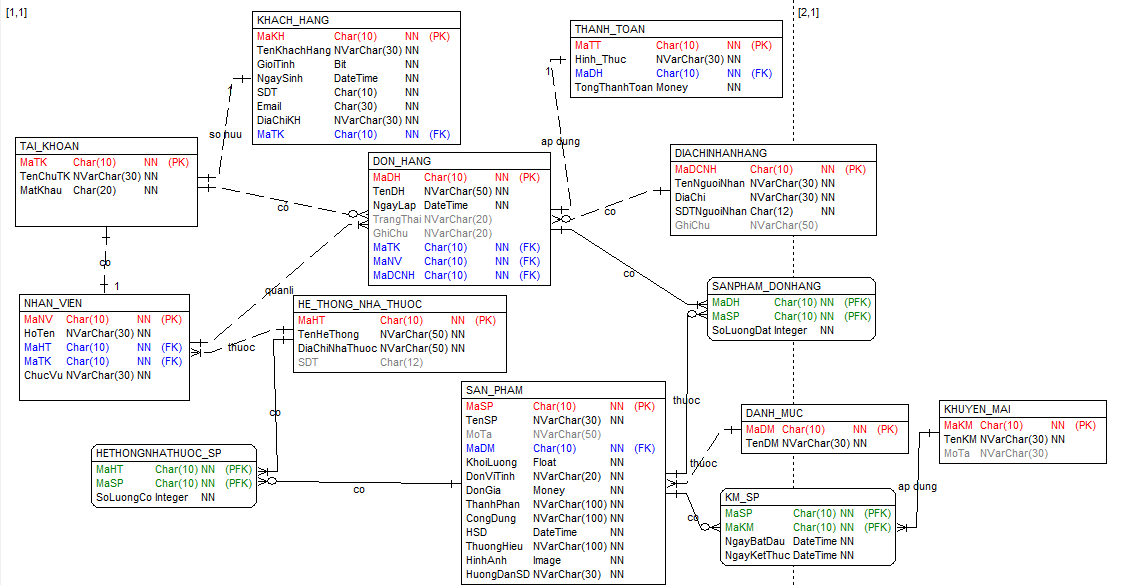 [1,1]
[2,1]
KHACH_HANG
MaKH Char(10) NN (PK)
TenKhachHang NVarChar(30) NN
GioiTinh Bit NN
NgaySinh DateTime NN
SDT Char(10) NN
Email Char(30) NN
DiaChiKH NVarChar(30) NN
MaTK Char(10) NN (FK)
THANH_TOAN
MaTT Char(10) NN (PK)
Hinh_Thuc NVarChar(30) NN
MaDH Char(10) NN (FK)
TongThanhToan Money NN
1
1
so huu
ap dung
TAI_KHOAN
MaTK Char(10) NN (PK)
TenChuTK NVarChar(30) NN
MatKhau Char(20) NN
DON_HANG
MaDH Char(10) NN (PK)
TenDH NVarChar(50) NN
NgayLap DateTime NN
TrangThai NVarChar(20)
GhiChu NVarChar(20)
MaTK Char(10) NN (FK)
MaNV Char(10) NN (FK)
MaDCNH Char(10) NN (FK)
DIACHINHANHANG
MaDCNH Char(10) NN (PK)
TenNguoiNhan NVarChar(30) NN
DiaChi NVarChar(30) NN
SDTNguoiNhan Char(12) NN
GhiChu NVarChar(50)
co
co
co
co
1
quanli
thuoc
SANPHAM_DONHANG
MaDH Char(10) NN (PFK)
MaSP Char(10) NN (PFK)
SoLuongDat Integer NN
NHAN_VIEN
MaNV Char(10) NN (PK)
HoTen NVarChar(30) NN
MaHT Char(10) NN (FK)
MaTK Char(10) NN (FK)
ChucVu NVarChar(30) NN
HE_THONG_NHA_THUOC
MaHT Char(10) NN (PK)
TenHeThong NVarChar(50) NN
DiaChiNhaThuoc NVarChar(50) NN
SDT Char(12)
SAN_PHAM
MaSP Char(10) NN (PK)
TenSP NVarChar(30) NN
MoTa NVarChar(50)
MaDM Char(10) NN (FK)
KhoiLuong Float NN
DonViTinh NVarChar(20) NN
DonGia Money NN
ThanhPhan NVarChar(100) NN
CongDung NVarChar(100) NN
HSD DateTime NN
ThuongHieu NVarChar(100) NN
HinhAnh Image NN
HuongDanSD NVarChar(30) NN
thuoc
co
DANH_MUC
MaDM Char(10) NN (PK)
TenDM NVarChar(30) NN
KHUYEN_MAI
MaKM Char(10) NN (PK)
TenKM NVarChar(30) NN
MoTa NVarChar(30)
HETHONGNHATHUOC_SP
MaHT Char(10) NN (PFK)
MaSP Char(10) NN (PFK)
SoLuongCo Integer NN
thuoc
co
ap dung
co
KM_SP
MaSP Char(10) NN (PFK)
MaKM Char(10) NN (PFK)
NgayBatDau DateTime NN
NgayKetThuc DateTime NN